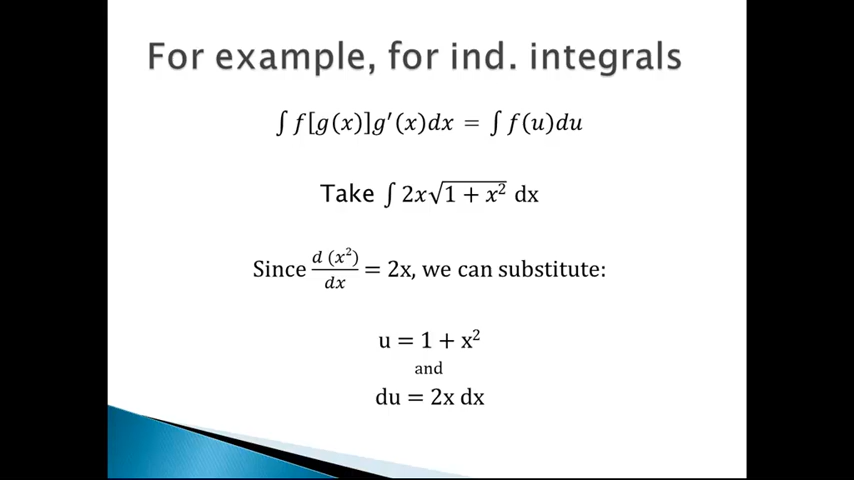 For example, for ind. integrals
∫ f[g(x)]g′(x)dx = ∫ f(u)du
Take ∫ 2x√(1 + x²) dx
Since d (x²)/dx = 2x, we can substitute:
u = 1 + x²
and
du = 2x dx